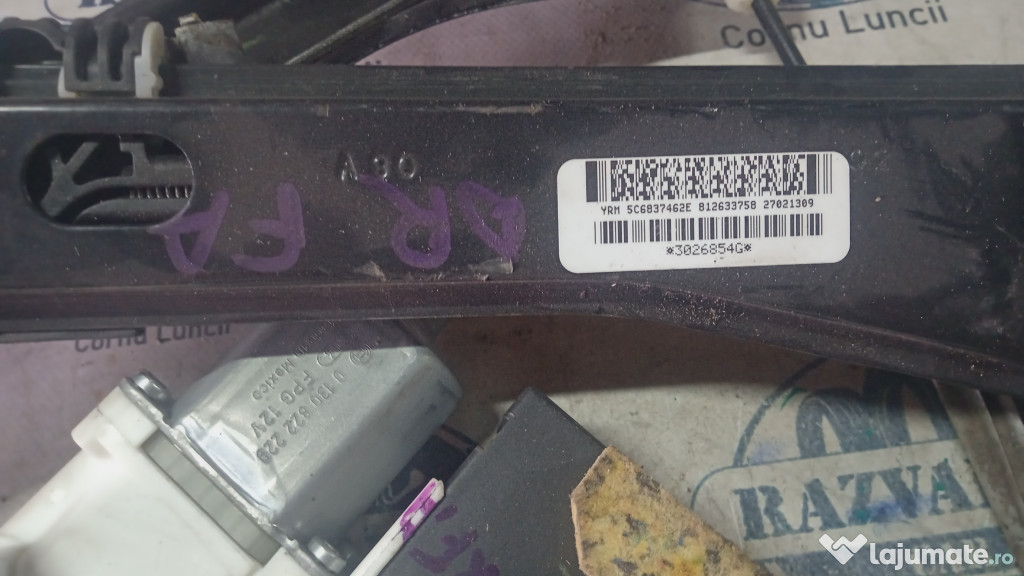 RAZVA
Cornu Luncii
A30
DR
FA
YRM 5C6837462E 812633758 27021309
*3026854G*
Cornu Luncii
Mexico
0 130 822 229
FPG 12V
RAZVA
lajumate.ro